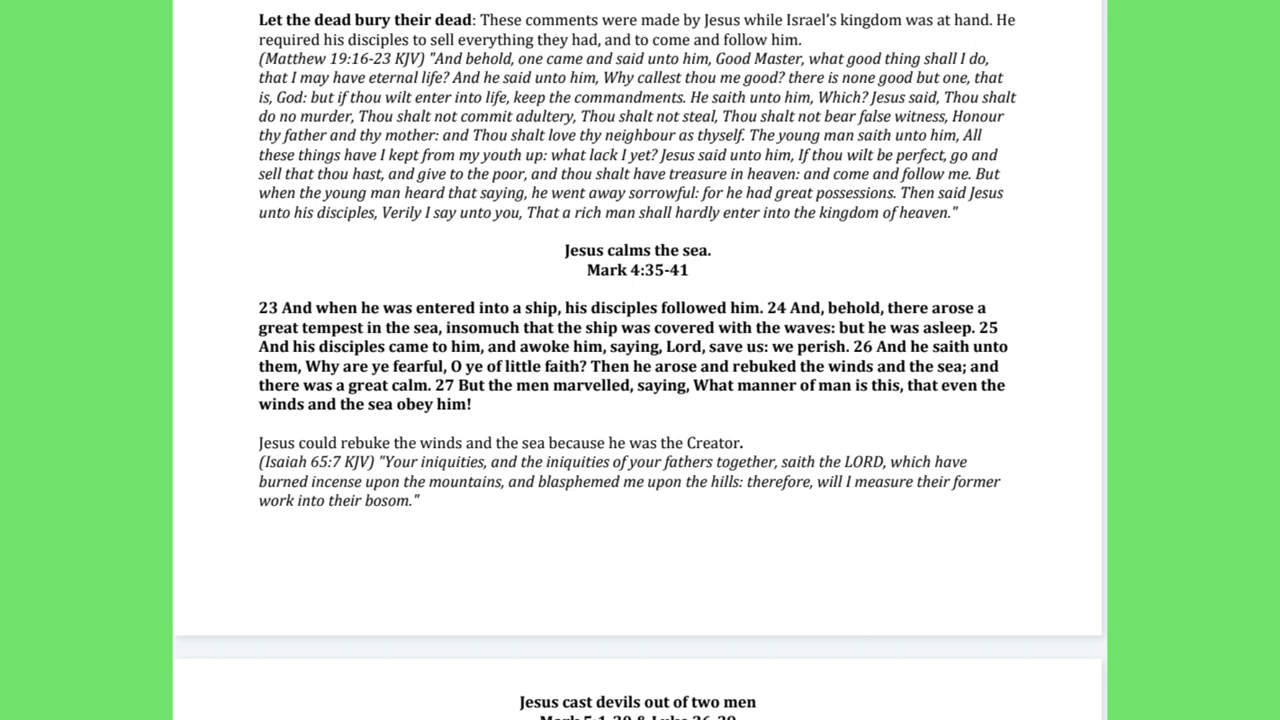 Let the dead bury their dead: These comments were made by Jesus while Israel’s kingdom was at hand. He
required his disciples to sell everything they had, and to come and follow him.
(Matthew 19:16-23 KJV) "And behold, one came and said unto him, Good Master, what good thing shall I do,
that I may have eternal life? And he said unto him, Why callest thou me good? there is none good but one, that
is, God: but if thou wilt enter into life, keep the commandments. He saith unto him, Which? Jesus said, Thou shalt
do no murder, Thou shalt not commit adultery, Thou shalt not steal, Thou shalt not bear false witness, Honour
thy father and thy mother: and Thou shalt love thy neighbour as thyself. The young man saith unto him, All
these things have I kept from my youth up: what lack I yet? Jesus said unto him, If thou wilt be perfect, go and
sell that thou hast, and give to the poor, and thou shalt have treasure in heaven: and come and follow me. But
when the young man heard that saying, he went away sorrowful: for he had great possessions. Then said Jesus
unto his disciples, Verily I say unto you, That a rich man shall hardly enter into the kingdom of heaven."
Jesus calms the sea.
Mark 4:35-41
23 And when he was entered into a ship, his disciples followed him. 24 And, behold, there arose a
great tempest in the sea, insomuch that the ship was covered with the waves: but he was asleep. 25
And his disciples came to him, and awoke him, saying, Lord, save us: we perish. 26 And he saith unto
them, Why are ye fearful, O ye of little faith? Then he arose and rebuked the winds and the sea; and
there was a great calm. 27 But the men marvelled, saying, What manner of man is this, that even the
winds and the sea obey him!
Jesus could rebuke the winds and the sea because he was the Creator.
(Isaiah 65:7 KJV) "Your iniquities, and the iniquities of your fathers together, saith the LORD, which have
burned incense upon the mountains, and blasphemed me upon the hills: therefore, will I measure their former
work into their bosom."
Jesus cast devils out of two men
Mark 5:1-20 & Luke 26-39